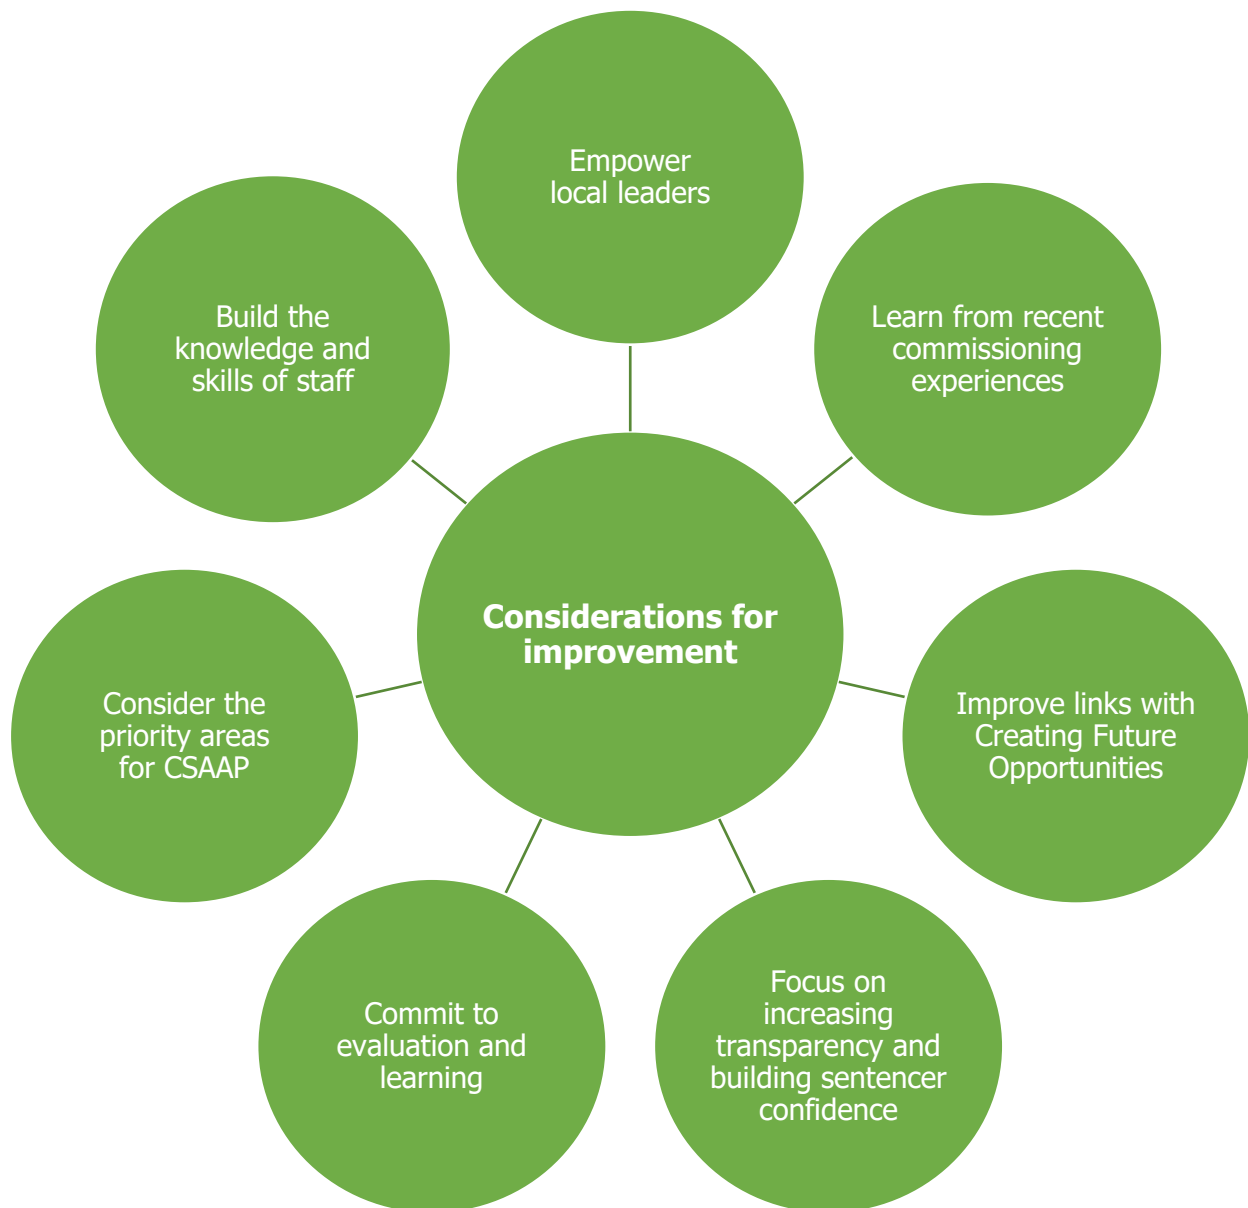 Empower
local leaders
Learn from recent
commissioning
experiences
Improve links with
Creating Future
Opportunities
Focus on
increasing
transparency and
building sentencer
confidence
Commit to
evaluation and
learning
Consider the
priority areas
for CSAAP
Build the
knowledge and
skills of staff
Considerations for
improvement